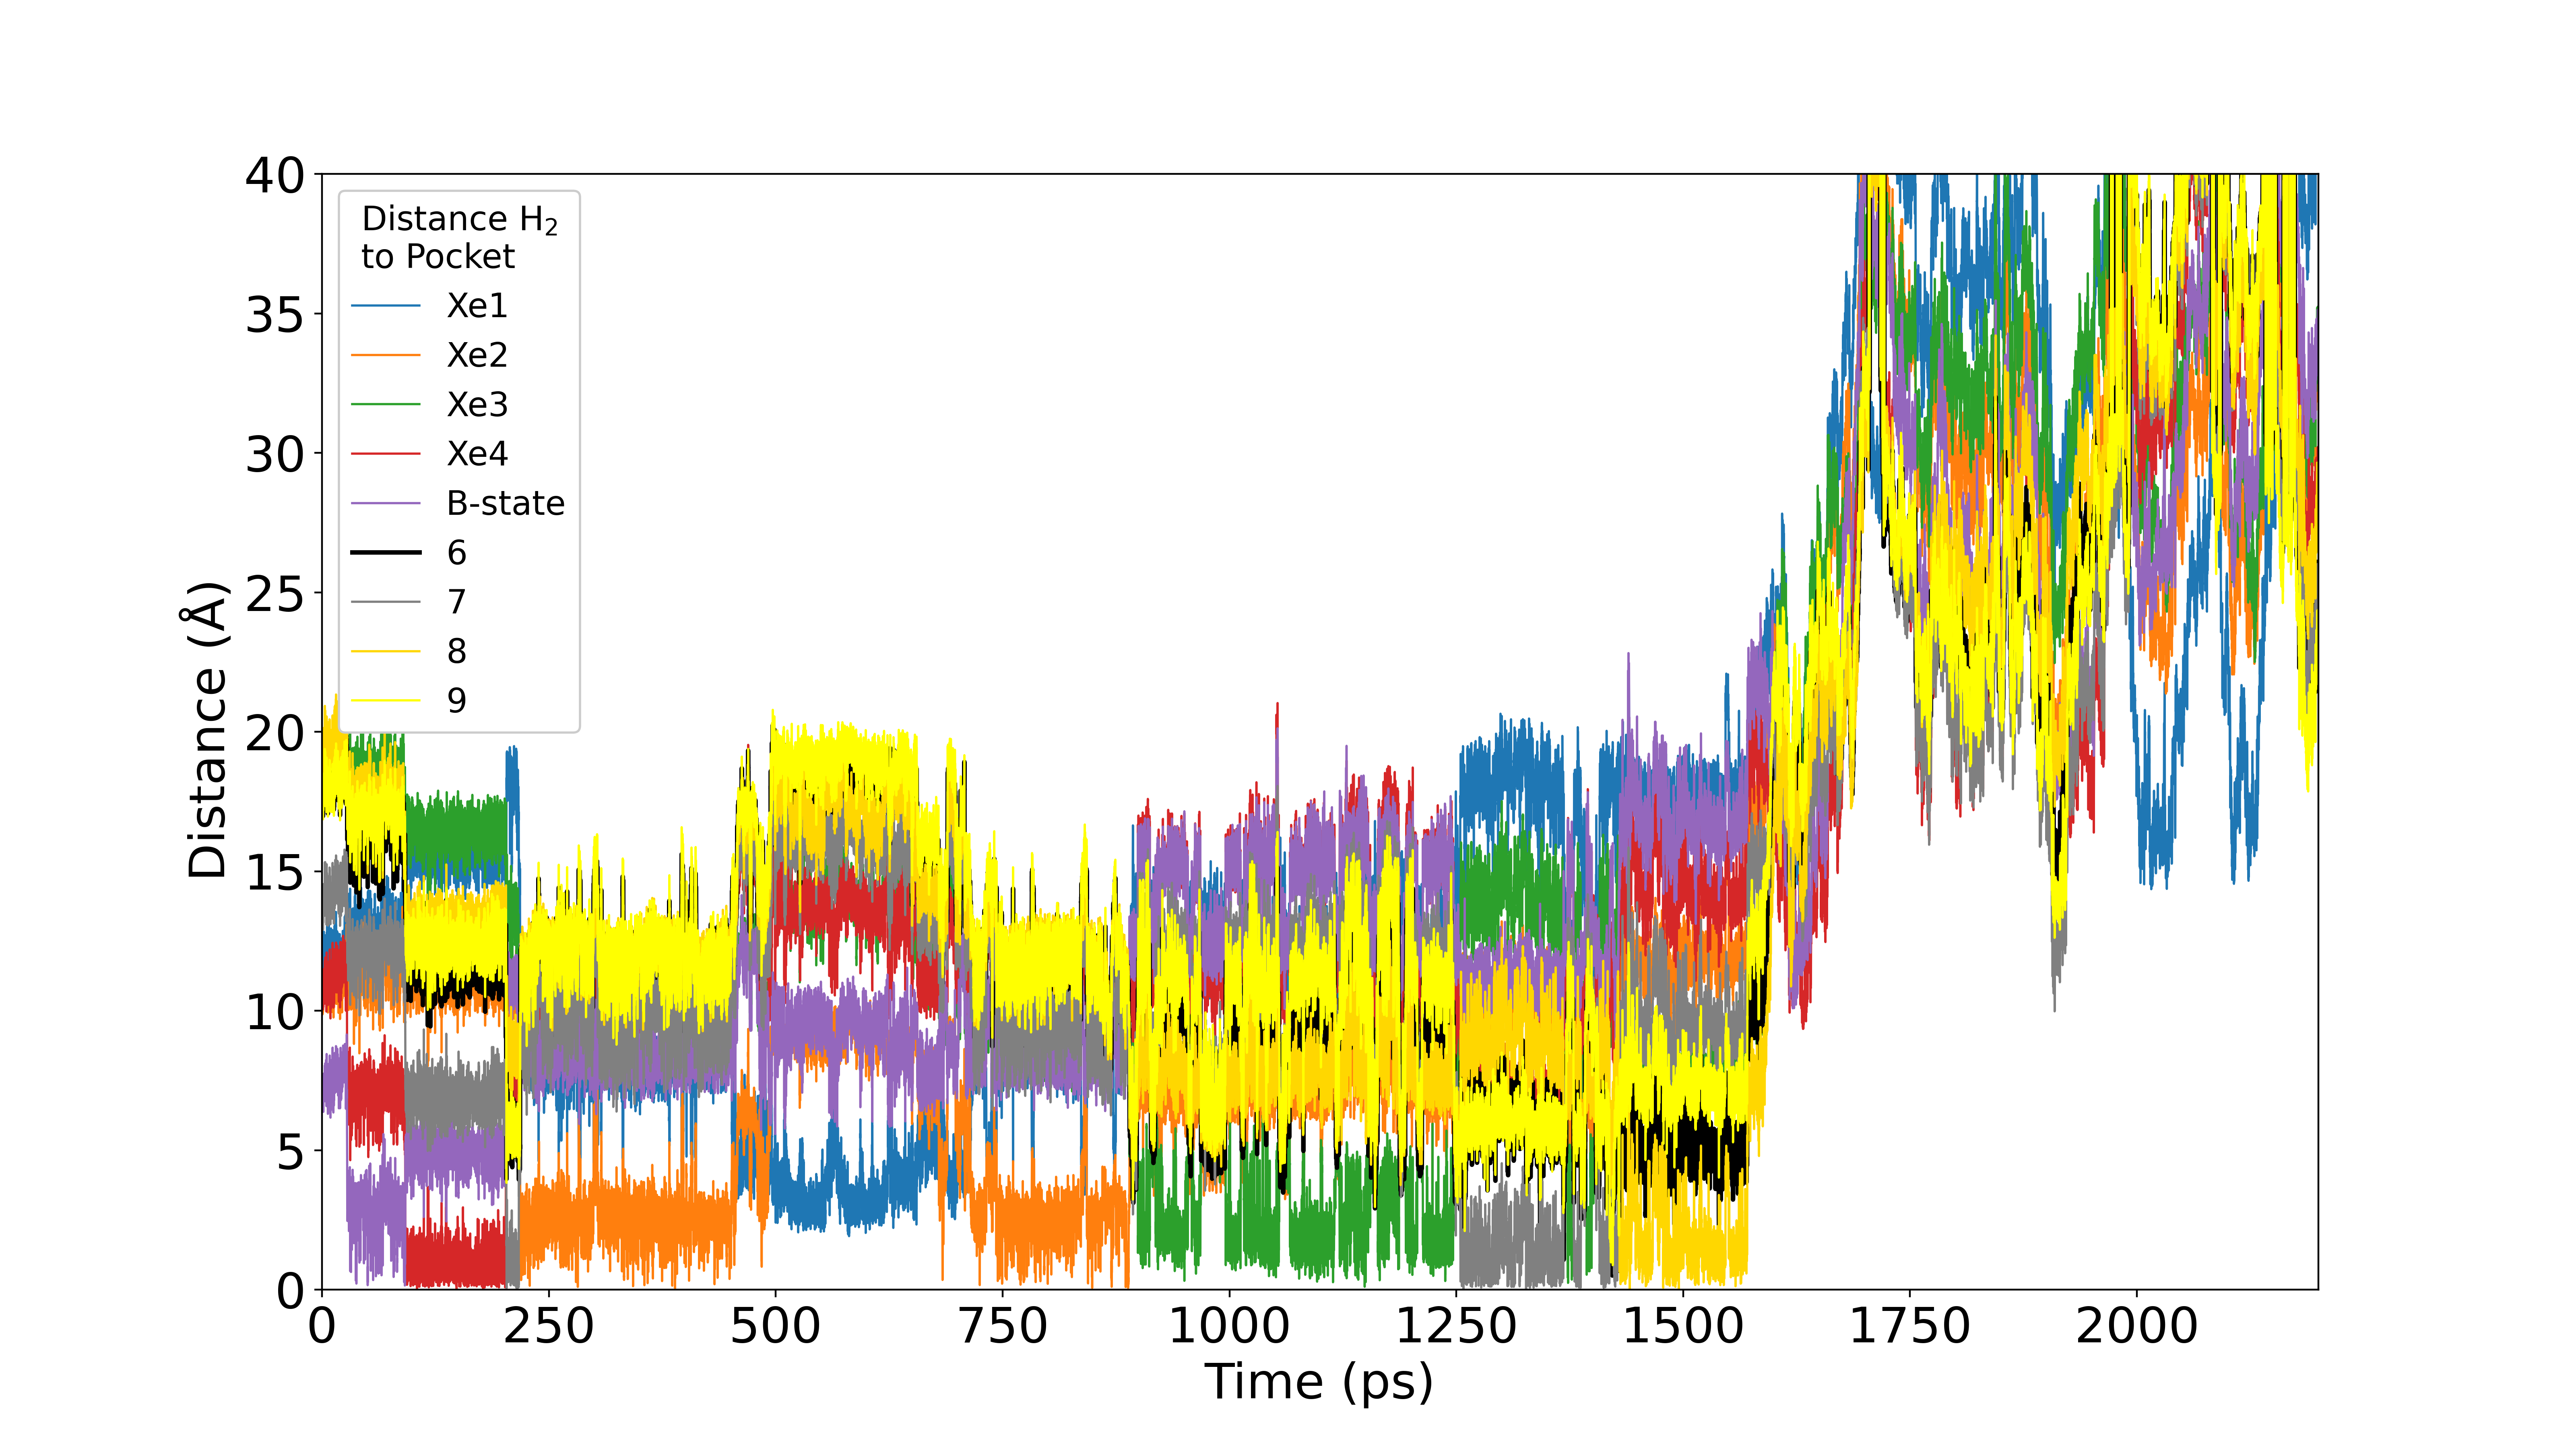 40
35
30
25
20
15
10
5
0
Distance (Å)
Distance H₂
to Pocket
Xe1
Xe2
Xe3
Xe4
B-state
6
7
8
9
0 250 500 750 1000 1250 1500 1750 2000
Time (ps)